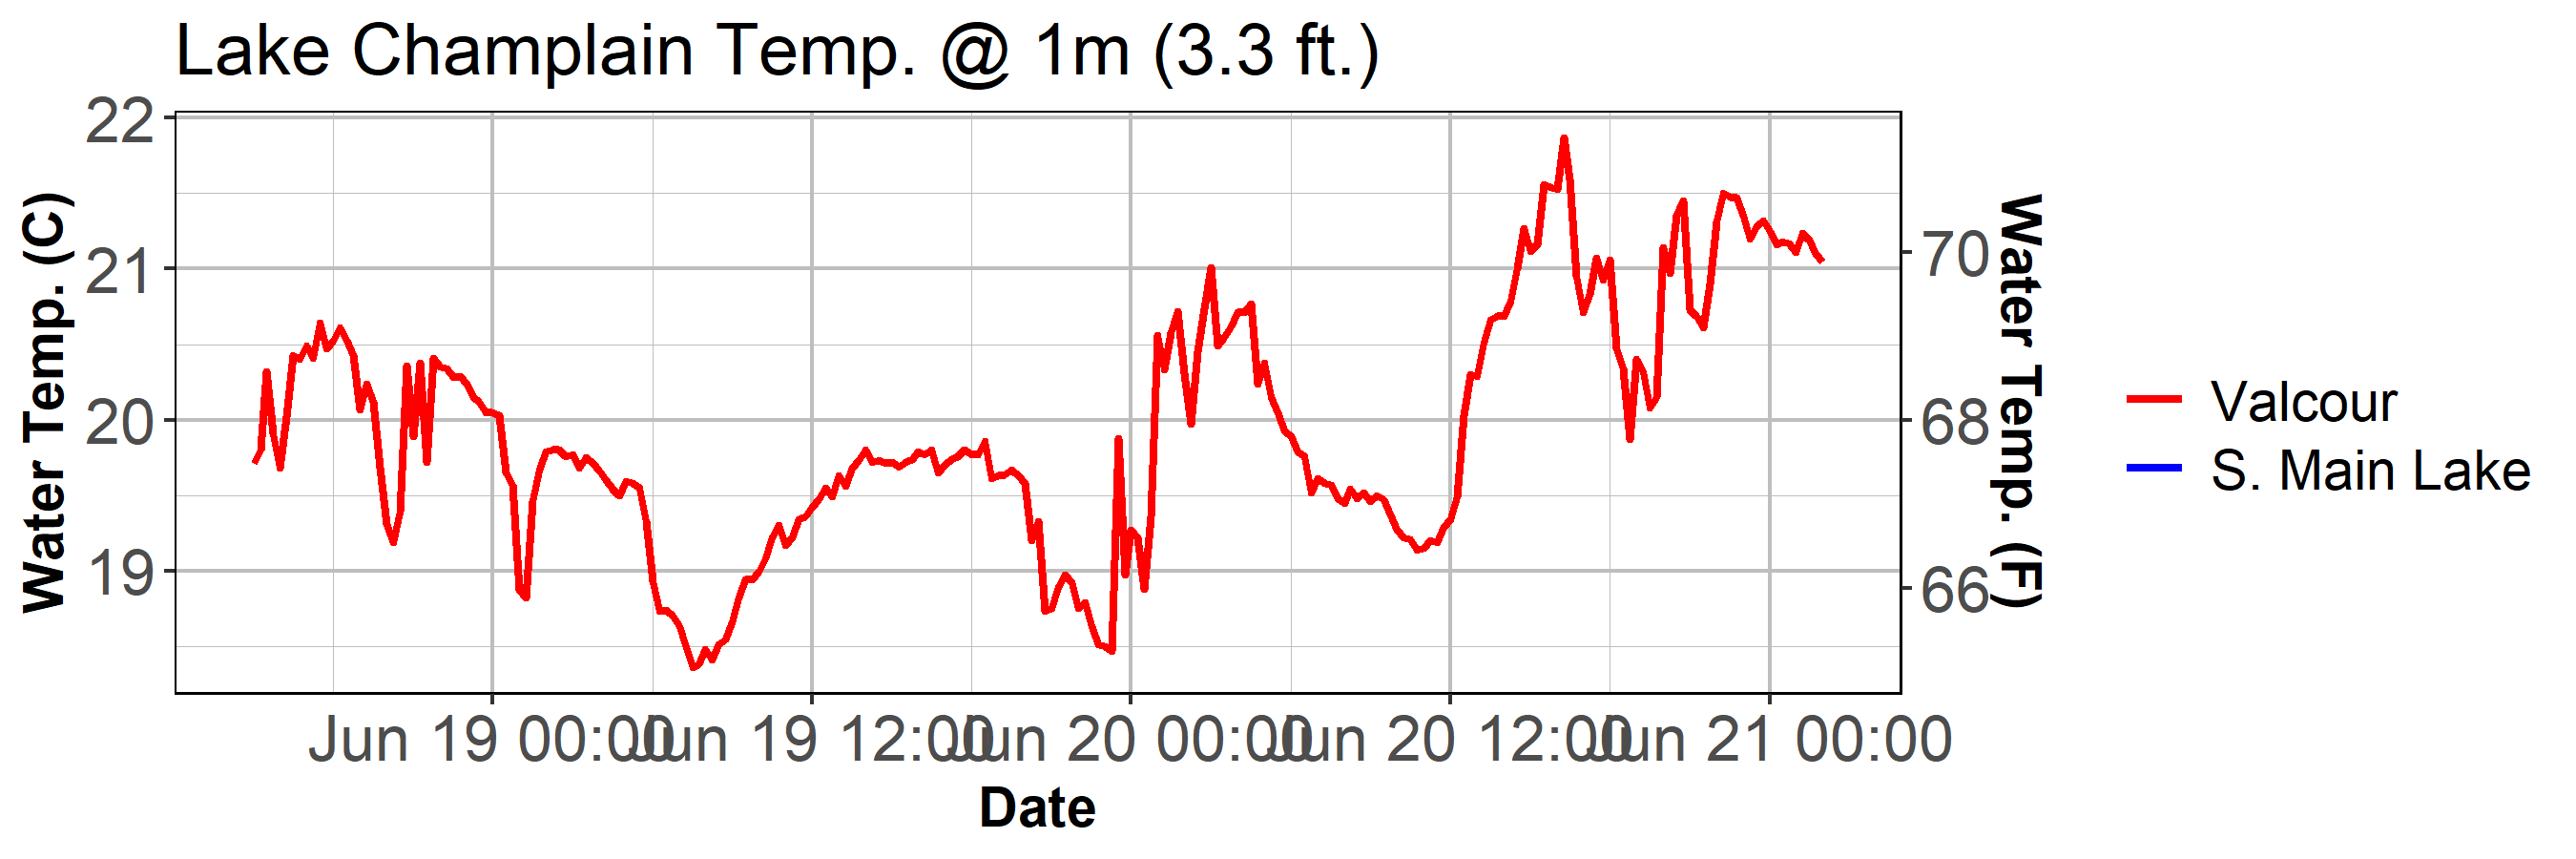 Lake Champlain Temp. @ 1m (3.3 ft.)
Water Temp. (C)
22
21
20
19
70
68
66
Water Temp. (F)
Jun 19 00:00
Jun 19 12:00
Jun 20 00:00
Jun 20 12:00
Jun 21 00:00
Date
Valcour
S. Main Lake